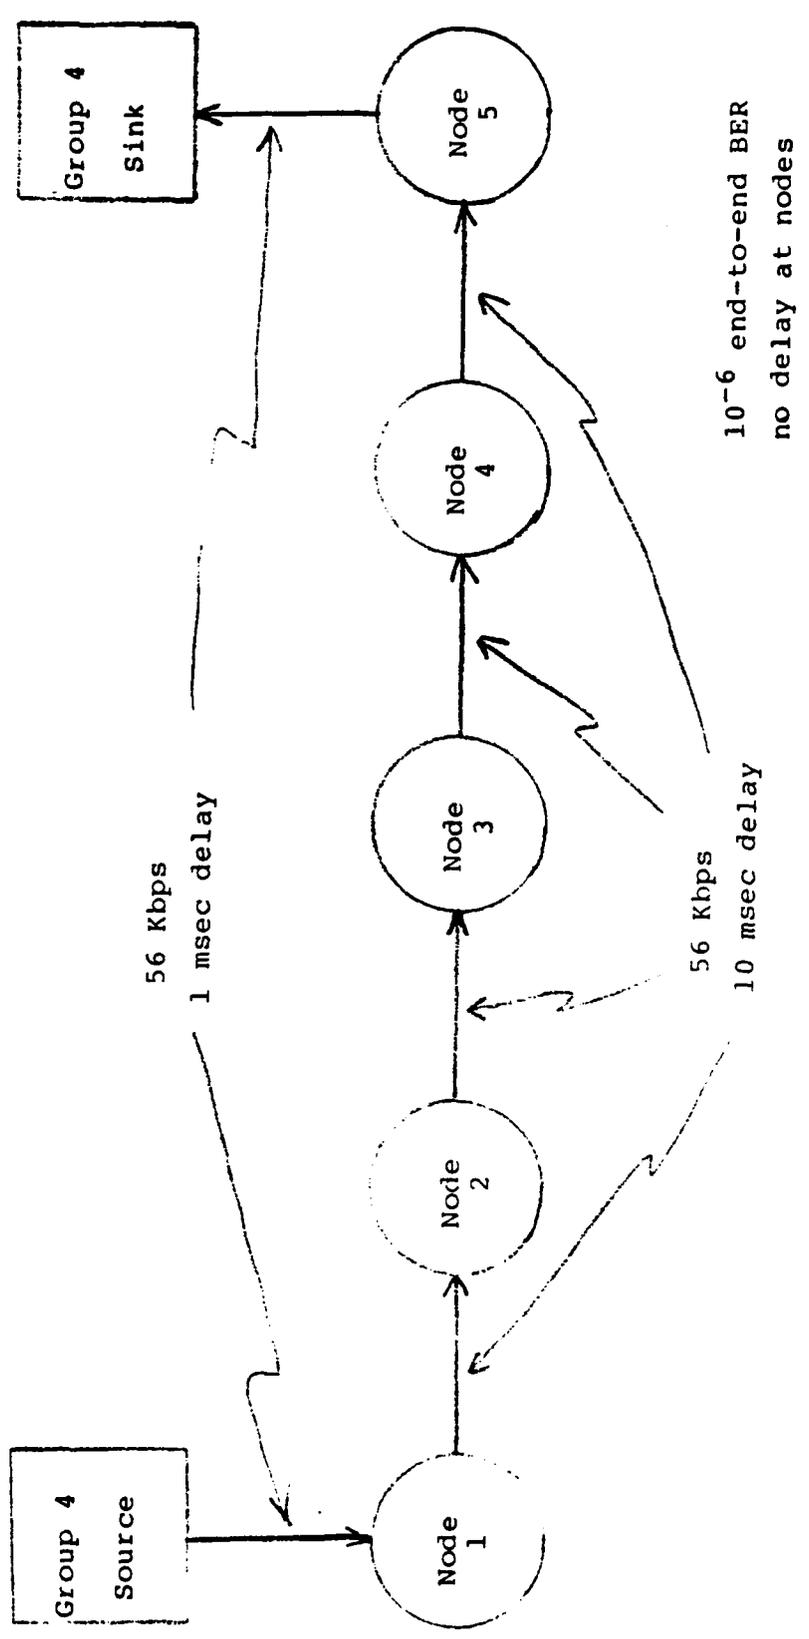 Group 4
Source
Group 4
Sink
56 Kbps
1 msec delay
Node
1
Node
2
Node
3
Node
4
Node
5
56 Kbps
10 msec delay
10⁻⁶ end-to-end BER
no delay at nodes